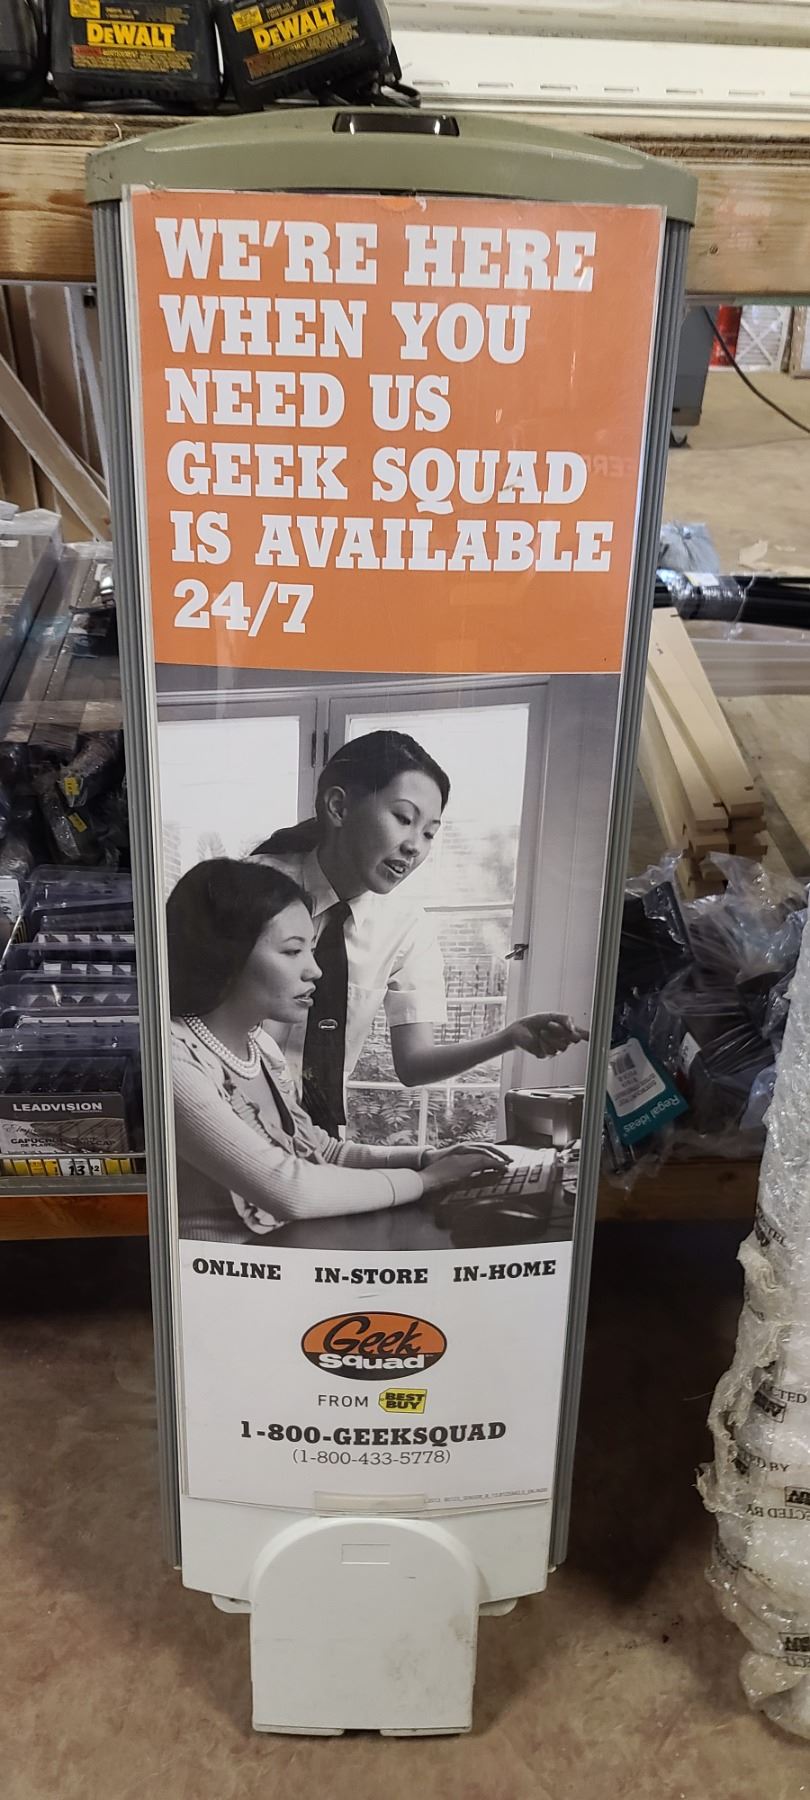 DEWALT
DEWALT
WE'RE HERE
WHEN YOU
NEED US
GEEK SQUAD
IS AVAILABLE
24/7
LEADVISION
Regal Ideas
ONLINE IN-STORE IN-HOME
Geek
Squad
FROM BEST BUY
1-800-GEEKSQUAD
(1-800-433-5778)